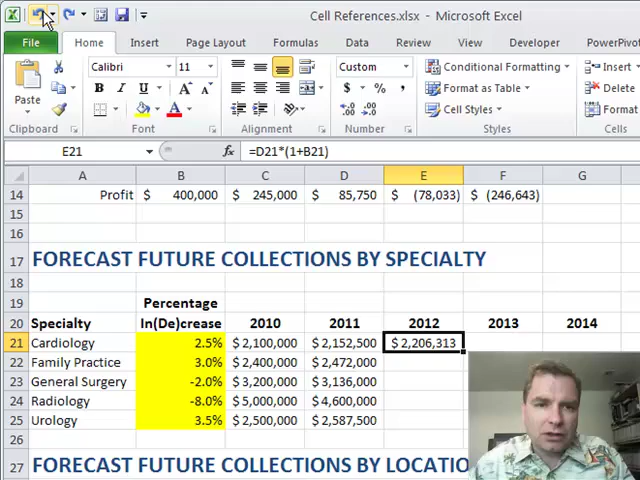 Cell References.xlsx - Microsoft Excel
File Home Insert Page Layout Formulas Data Review View Developer PowerPivot
Paste Calibri 11 Custom Conditional Formatting Insert
B I U A A Format as Table Delete
$ % , Cell Styles
Clipboard Font Alignment Number Styles
E21 fx =D21*(1+B21)
A B C D E F G
14 Profit $ 400,000 $ 245,000 $ 85,750 $ (78,033) $ (246,643)
15
16
17 FORECAST FUTURE COLLECTIONS BY SPECIALTY
18
19 Percentage
20 Specialty In(De)crease 2010 2011 2012 2013 2014
21 Cardiology 2.5% $ 2,100,000 $ 2,152,500 $ 2,206,313
22 Family Practice 3.0% $ 2,400,000 $ 2,472,000
23 General Surgery -2.0% $ 3,200,000 $ 3,136,000
24 Radiology -8.0% $ 5,000,000 $ 4,600,000
25 Urology 3.5% $ 2,500,000 $ 2,587,500
26
27 FORECAST FUTURE COLLECTIONS BY LOCATIO